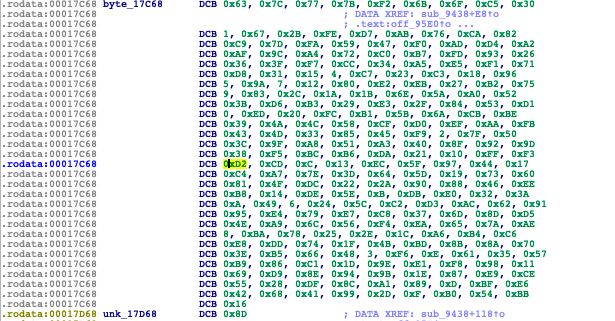 .rodata:00017C68 byte_17C68 DCB 0x63, 0x7C, 0x77, 0x7B, 0xF2, 0x6B, 0x6F, 0xC5, 0x30
.rodata:00017C68 ; DATA XREF: sub_9438+E8↑o
.rodata:00017C68 ; .text:off_95E0↑o ...
.rodata:00017C68 DCB 1, 0x67, 0x2B, 0xFE, 0xD7, 0xAB, 0x76, 0xCA, 0x82
.rodata:00017C68 DCB 0xC9, 0x7D, 0xFA, 0x59, 0x47, 0xF0, 0xAD, 0xD4, 0xA2
.rodata:00017C68 DCB 0xAF, 0x9C, 0xA4, 0x72, 0xC0, 0xB7, 0xFD, 0x93, 0x26
.rodata:00017C68 DCB 0x36, 0x3F, 0xF7, 0xCC, 0x34, 0xA5, 0xE5, 0xF1, 0x71
.rodata:00017C68 DCB 0xD8, 0x31, 0x15, 4, 0xC7, 0x23, 0xC3, 0x18, 0x96
.rodata:00017C68 DCB 5, 0x9A, 7, 0x12, 0x80, 0xE2, 0xEB, 0x27, 0xB2, 0x75
.rodata:00017C68 DCB 9, 0x83, 0x2C, 0x1A, 0x1B, 0x6E, 0x5A, 0xA0, 0x52
.rodata:00017C68 DCB 0x3B, 0xD6, 0xB3, 0x29, 0xE3, 0x2F, 0x84, 0x53, 0xD1
.rodata:00017C68 DCB 0, 0xED, 0x20, 0xFC, 0xB1, 0x5B, 0x6A, 0xCB, 0xBE
.rodata:00017C68 DCB 0x39, 0x4A, 0x4C, 0x58, 0xCF, 0xD0, 0xEF, 0xAA, 0xFB
.rodata:00017C68 DCB 0x43, 0x4D, 0x33, 0x85, 0x45, 0xF9, 2, 0x7F, 0x50
.rodata:00017C68 DCB 0x3C, 0x9F, 0xA8, 0x51, 0xA3, 0x40, 0x8F, 0x92, 0x9D
.rodata:00017C68 DCB 0x38, 0xF5, 0xBC, 0xB6, 0xDA, 0x21, 0x10, 0xFF, 0xF3
.rodata:00017C68 DCB 0xD2, 0xCD, 0xC, 0x13, 0xEC, 0x5F, 0x97, 0x44, 0x17
.rodata:00017C68 DCB 0xC4, 0xA7, 0x7E, 0x3D, 0x64, 0x5D, 0x19, 0x73, 0x60
.rodata:00017C68 DCB 0x81, 0x4F, 0xDC, 0x22, 0x2A, 0x90, 0x88, 0x46, 0xEE
.rodata:00017C68 DCB 0xB8, 0x14, 0xDE, 0x5E, 0xB, 0xDB, 0xE0, 0x32, 0x3A
.rodata:00017C68 DCB 0xA, 0x49, 6, 0x24, 0x5C, 0xC2, 0xD3, 0xAC, 0x62, 0x91
.rodata:00017C68 DCB 0x95, 0xE4, 0x79, 0xE7, 0xC8, 0x37, 0x6D, 0x8D, 0xD5
.rodata:00017C68 DCB 0x4E, 0xA9, 0x6C, 0x56, 0xF4, 0xEA, 0x65, 0x7A, 0xAE
.rodata:00017C68 DCB 8, 0xBA, 0x78, 0x25, 0x2E, 0x1C, 0xA6, 0xB4, 0xC6
.rodata:00017C68 DCB 0xE8, 0xDD, 0x74, 0x1F, 0x4B, 0xBD, 0x8B, 0x8A, 0x70
.rodata:00017C68 DCB 0x3E, 0xB5, 0x66, 0x48, 3, 0xF6, 0xE, 0x61, 0x35, 0x57
.rodata:00017C68 DCB 0xB9, 0x86, 0xC1, 0x1D, 0x9E, 0xE1, 0xF8, 0x98, 0x11
.rodata:00017C68 DCB 0x69, 0xD9, 0x8E, 0x94, 0x9B, 0x1E, 0x87, 0xE9, 0xCE
.rodata:00017C68 DCB 0x55, 0x28, 0xDF, 0x8C, 0xA1, 0x89, 0xD, 0xBF, 0xE6
.rodata:00017C68 DCB 0x42, 0x68, 0x41, 0x99, 0x2D, 0xF, 0xB0, 0x54, 0xBB
.rodata:00017C68 DCB 0x16
.rodata:00017D68 unk_17D68 DCB 0x8D ; DATA XREF: sub_9438+118↑o